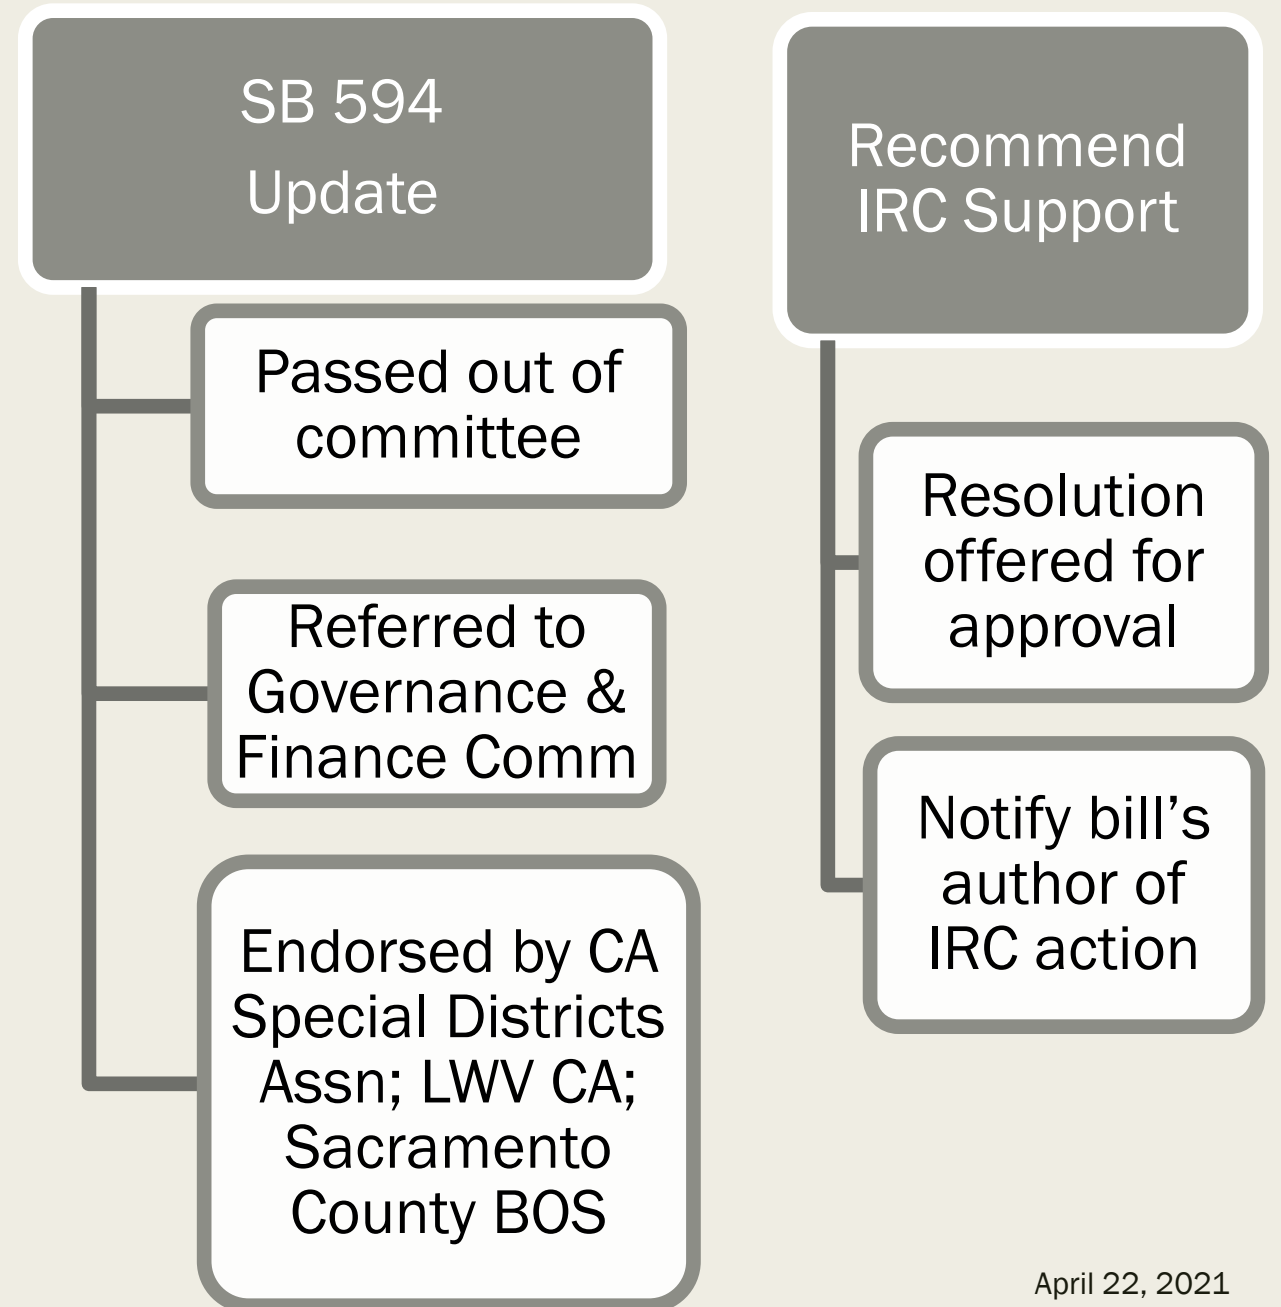 SB 594
Update
Passed out of
committee
Referred to
Governance &
Finance Comm
Endorsed by CA
Special Districts
Assn; LWV CA;
Sacramento
County BOS
Recommend
IRC Support
Resolution
offered for
approval
Notify bill’s
author of
IRC action
April 22, 2021